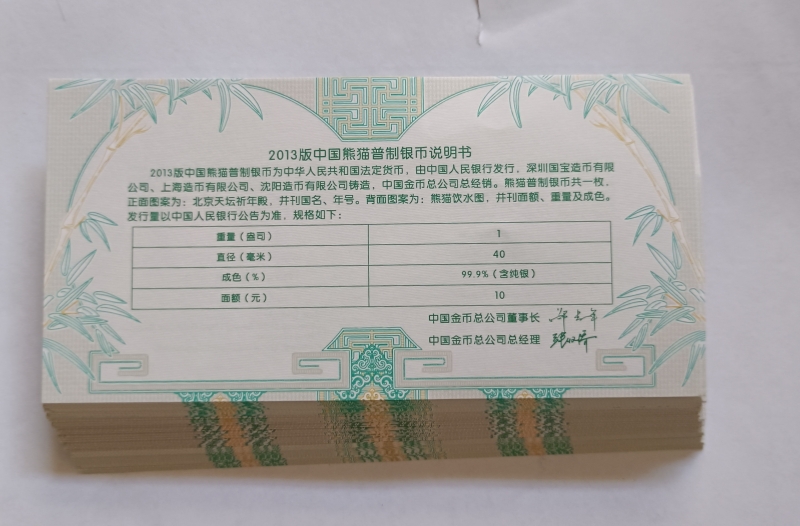 2013版中国熊猫普制银币说明书
2013版中国熊猫普制银币为中华人民共和国法定货币，由中国人民银行发行，深圳国宝造币有限
公司、上海造币有限公司、沈阳造币有限公司铸造，中国金币总公司总经销。熊猫普制银币共一枚，
正面图案为：北京天坛祈年殿，并刊国名、年号。背面图案为：熊猫饮水图，并刊面额、重量及成色。
发行量以中国人民银行公告为准，规格如下：
重量（盎司） 1
直径（毫米） 40
成色（%） 99.9%（含纯银）
面额（元） 10
中国金币总公司董事长
中国金币总公司总经理